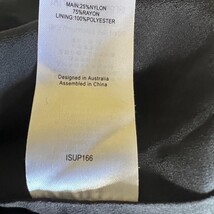 MAIN:25%NYLON
75%RAYON
LINING:100%POLYESTER
Designed in Australia
Assembled in China
ISUP166